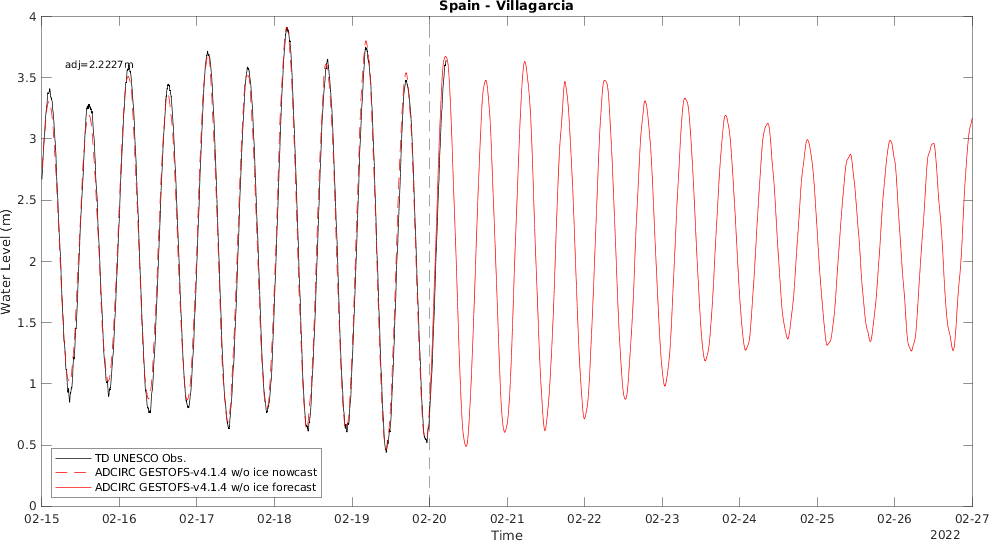 Spain - Villagarcia
adj=2.2227m
4
3.5
3
2.5
2
1.5
1
0.5
0
Water Level (m)
TD UNESCO Obs.
ADCIRC GESTOFS-v4.1.4 w/o ice nowcast
ADCIRC GESTOFS-v4.1.4 w/o ice forecast
02-15 02-16 02-17 02-18 02-19 02-20 02-21 02-22 02-23 02-24 02-25 02-26 02-27
Time
2022